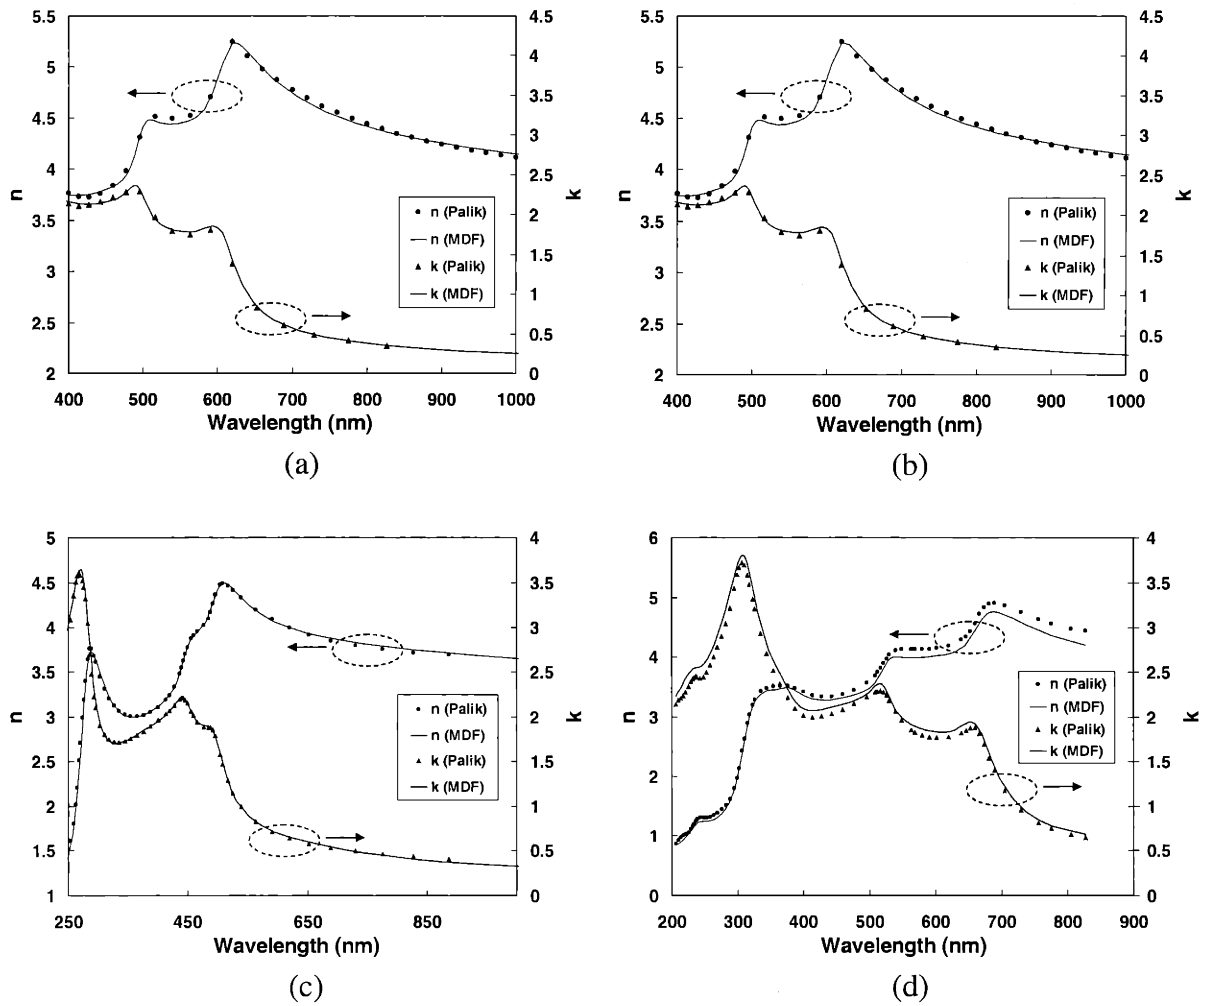 5.5 4.5 5.5 4.5
5 4 5 4
3.5 3.5
4.5 3 4.5 3
n 4 2.5 k n 4 2.5 k
n (Palik) n (Palik)
3.5 2 3.5 2
n (MDF) n (MDF)
3 1.5 3 1.5
k (Palik) k (Palik)
1 1
k (MDF) k (MDF)
2.5 0.5 2.5 0.5
2 0 2 0
400 500 600 700 800 900 1000 400 500 600 700 800 900 1000
Wavelength (nm) Wavelength (nm)
(a) (b)
5 4 6 4
4.5 3.5 3.5
4 3 5 3
3.5 2.5 4 2.5
n 3 2 k n 3 2 k
n (Palik) n (Palik)
n (MDF) n (MDF)
2.5 1.5 2 1.5
k (Palik) k (Palik)
k (MDF) k (MDF)
2 1 1
1.5 0.5 1 0.5
1 0 0 0
250 450 650 850 200 300 400 500 600 700 800 900
Wavelength (nm) Wavelength (nm)
(c) (d)